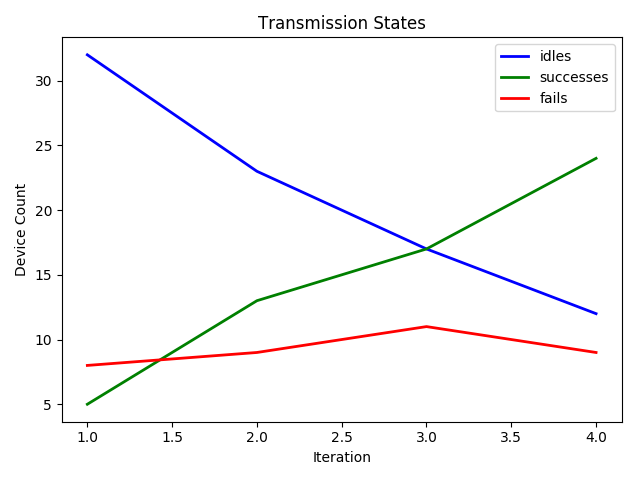 Transmission States
idles
successes
fails
Device Count
30
25
20
15
10
5
1.0 1.5 2.0 2.5 3.0 3.5 4.0
Iteration